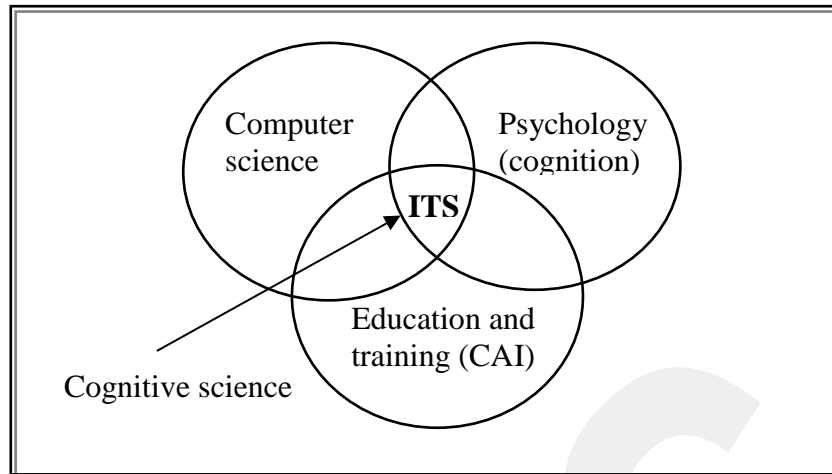 Computer
science
Psychology
(cognition)
ITS
Education and
training (CAI)
Cognitive science